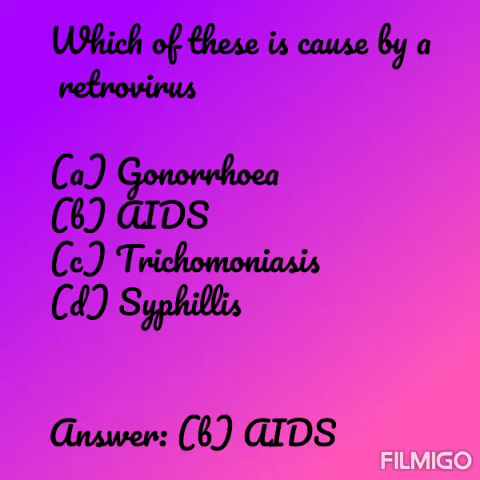 Which of these is cause by a
retrovirus
(a) Gonorrhoea
(b) AIDS
(c) Trichomoniasis
(d) Syphillis
Answer: (b) AIDS
FILMIGO